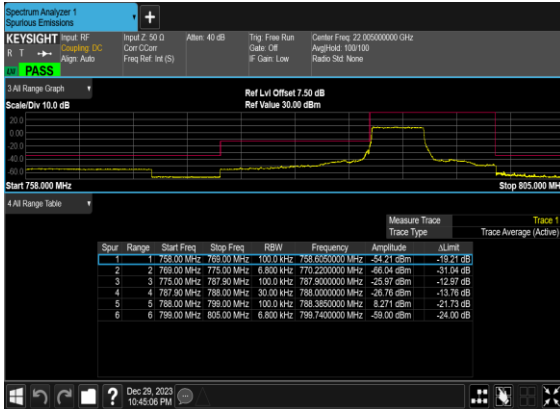 Spectrum Analyzer 1
Spurious Emissions
+
KEYSIGHT Input: RF Input Z: 50 Ω Atten: 40 dB Trig: Free Run Center Freq: 22.005000000 GHz
R T Coupling: DC Corr CCorr Gate: Off Avg|Hold: 100/100
Align: Auto Freq Ref: Int (S) IF Gain: Low Radio Std: None
PASS
3 All Range Graph
Ref Lvl Offset 7.50 dB
Scale/Div 10.0 dB Ref Value 30.00 dBm
20.0
0.00
-20.0
-40.0
-60.0
Start 758.000 MHz Stop 805.000 MH
4 All Range Table
Measure Trace Trace 1
Trace Type Trace Average (Active)
Spur Range Start Freq Stop Freq RBW Frequency Amplitude ΔLimit
1 1 758.00 MHz 769.00 MHz 100.0 kHz 758.6050000 MHz -54.21 dBm -19.21 dB
2 2 769.00 MHz 775.00 MHz 6.800 kHz 770.2200000 MHz -66.04 dBm -31.04 dB
3 3 775.00 MHz 787.90 MHz 100.0 kHz 787.9000000 MHz -25.97 dBm -12.97 dB
4 4 787.90 MHz 788.00 MHz 30.00 kHz 788.0000000 MHz -26.76 dBm -13.76 dB
5 5 788.00 MHz 799.00 MHz 100.0 kHz 788.3850000 MHz 8.271 dBm -21.73 dB
6 6 799.00 MHz 805.00 MHz 6.800 kHz 799.7400000 MHz -59.00 dBm -24.00 dB
? Dec 29, 2023
10:45:06 PM